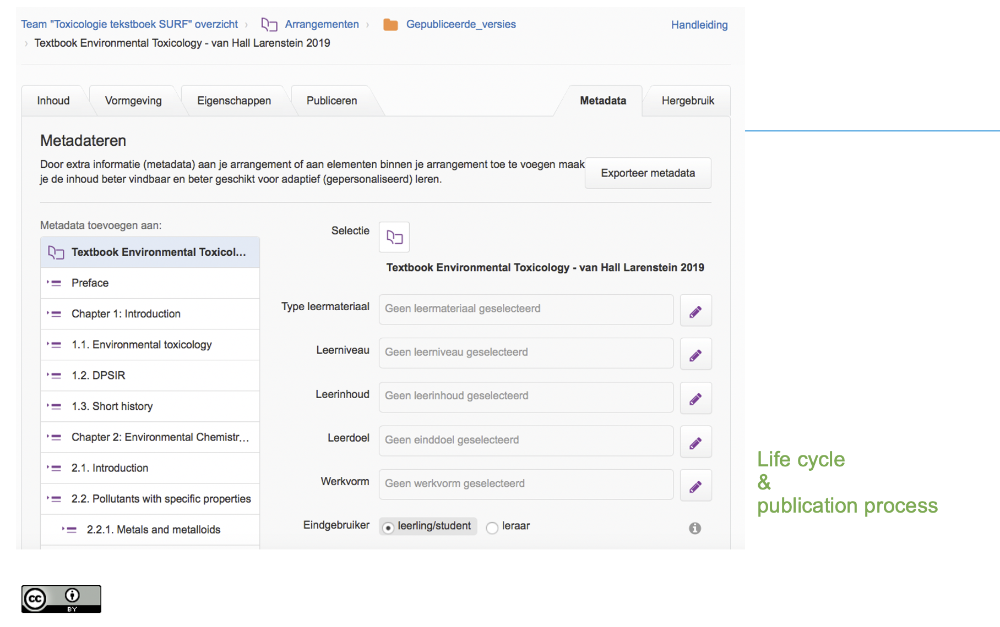 Team "Toxicologie tekstboek SURF" overzicht › Arrangementen › Gepubliceerde_versies
Handleiding
› Textbook Environmental Toxicology - van Hall Larenstein 2019
Inhoud
Vormgeving
Eigenschappen
Publiceren
Metadata
Hergebruik
Metadateren
Door extra informatie (metadata) aan je arrangement of aan elementen binnen je arrangement toe te voegen maak
je de inhoud beter vindbaar en beter geschikt voor adaptief (gepersonaliseerd) leren.
Exporteer metadata
Metadata toevoegen aan:
Textbook Environmental Toxicol...
Preface
Chapter 1: Introduction
1.1. Environmental toxicology
1.2. DPSIR
1.3. Short history
Chapter 2: Environmental Chemistr...
2.1. Introduction
2.2. Pollutants with specific properties
2.2.1. Metals and metalloids
Selectie
Textbook Environmental Toxicology - van Hall Larenstein 2019
Type leermateriaal
Geen leermateriaal geselecteerd
Leerniveau
Geen leerniveau geselecteerd
Leerinhoud
Geen leerinhoud geselecteerd
Leerdoel
Geen einddoel geselecteerd
Werkvorm
Geen werkvorm geselecteerd
Eindgebruiker
leerling/student
leraar
Life cycle
&
publication process
cc
BY